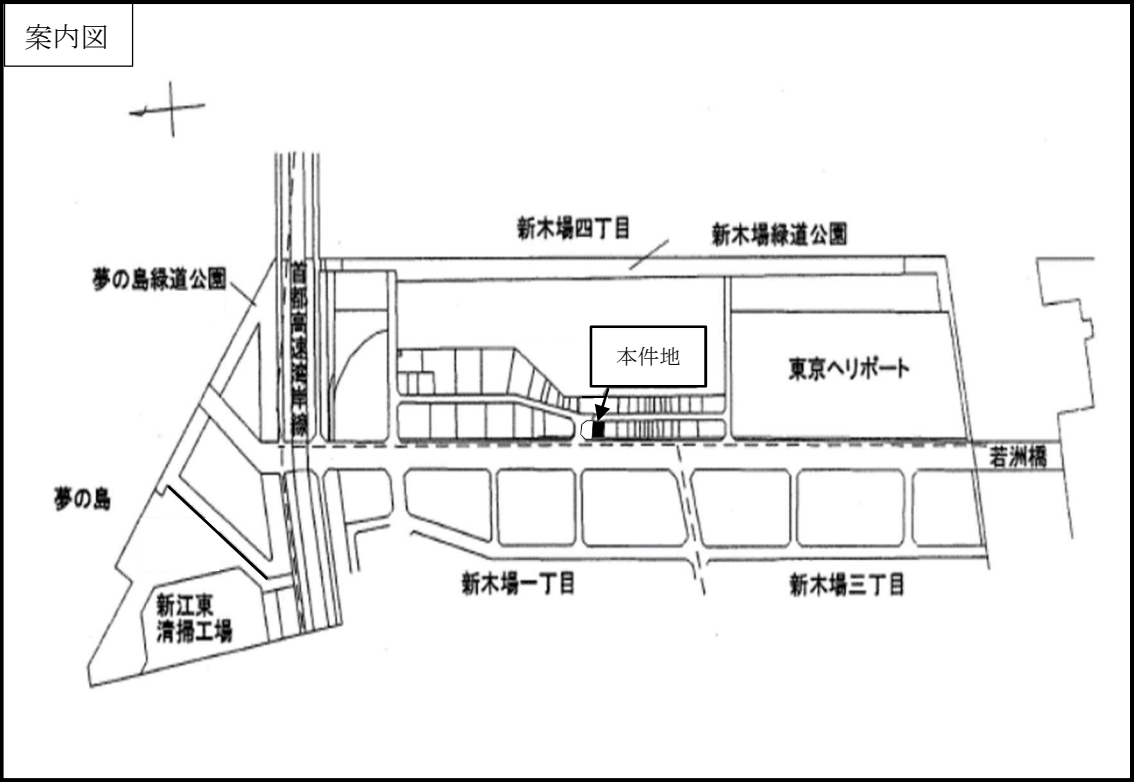 案内図
新木場四丁目
新木場緑道公園
夢の島緑道公園
首都高速湾岸線
本件地
東京ヘリポート
若洲橋
夢の島
新木場一丁目
新木場三丁目
新江東
清掃工場